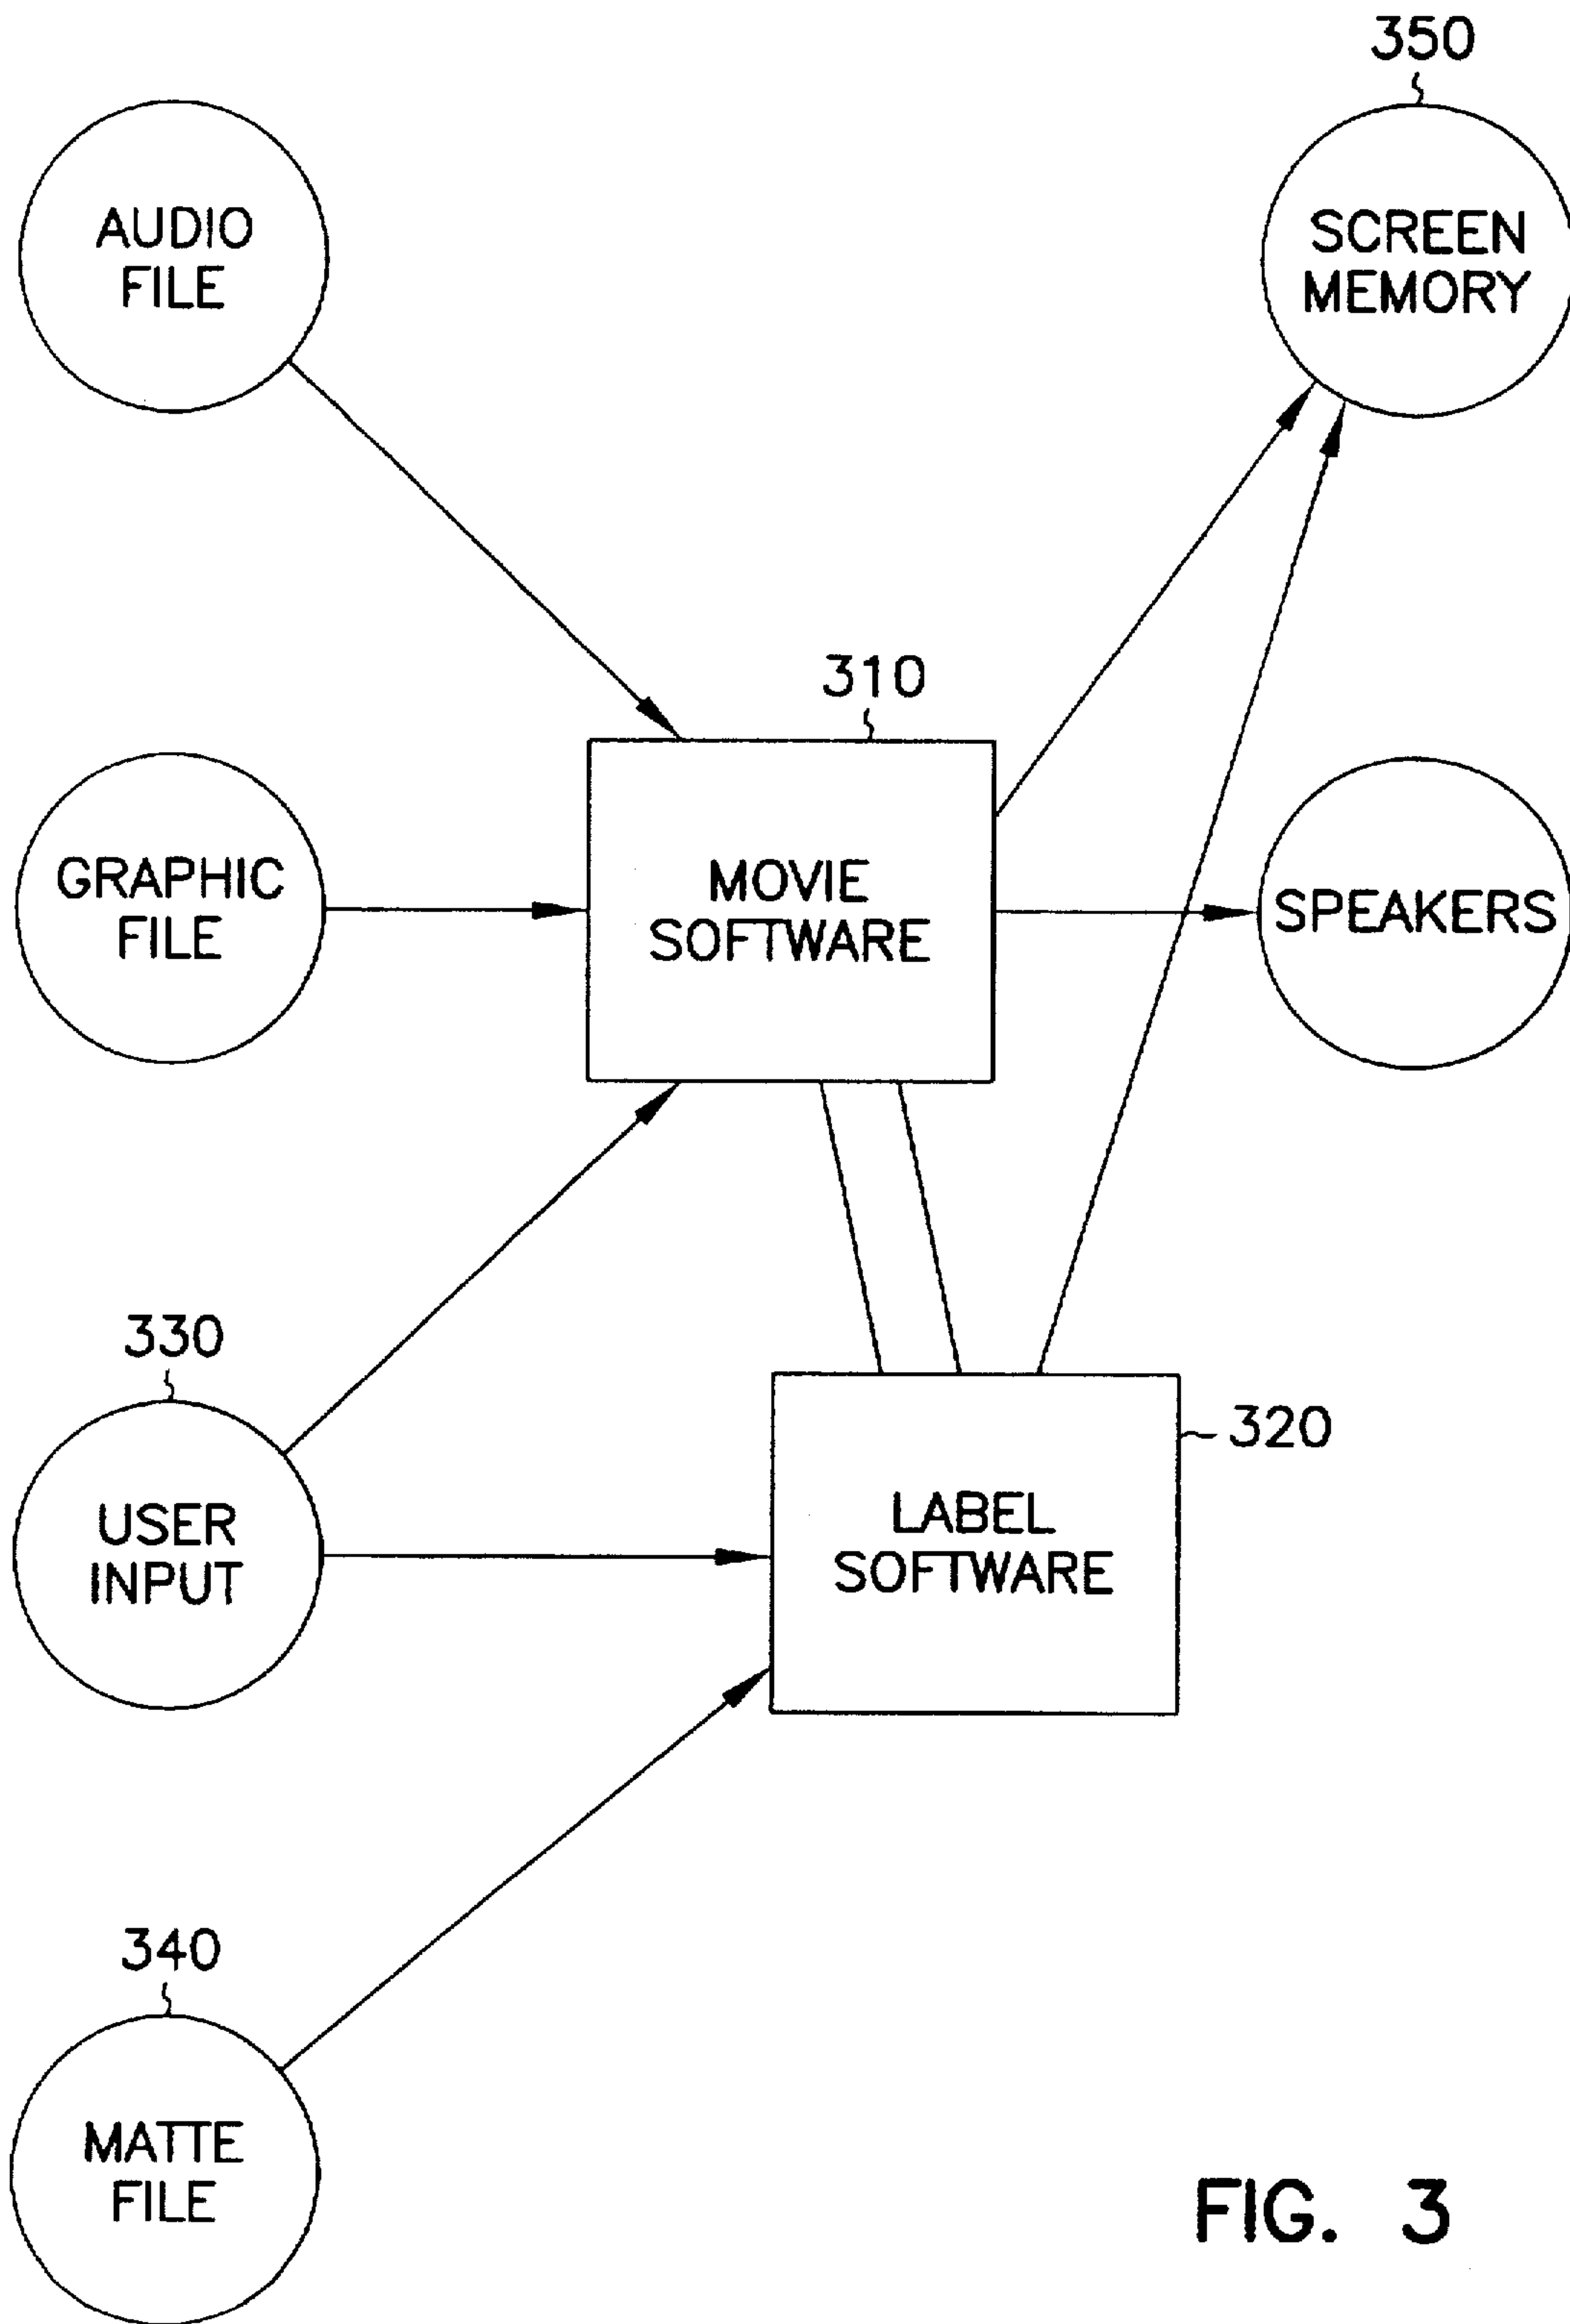 350
AUDIO
FILE
SCREEN
MEMORY
310
GRAPHIC
FILE
MOVIE
SOFTWARE
SPEAKERS
330
320
USER
INPUT
LABEL
SOFTWARE
340
MATTE
FILE
FIG. 3